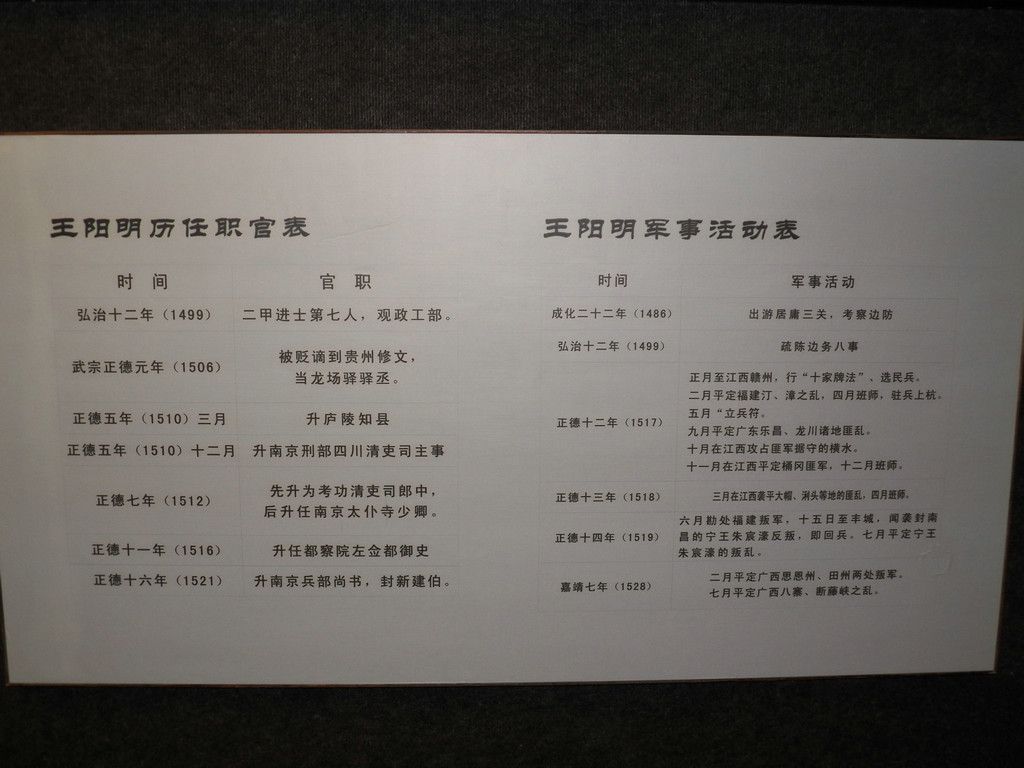 王阳明历任职官表
时 间 官 职
弘治十二年（1499） 二甲进士第七人，观政工部。
武宗正德元年（1506） 被贬谪到贵州修文，
当龙场驿驿丞。
正德五年（1510）三月 升庐陵知县
正德五年（1510）十二月 升南京刑部四川清吏司主事
正德七年（1512） 先升为考功清吏司郎中，
后升任南京太仆寺少卿。
正德十一年（1516） 升任都察院左佥都御史
正德十六年（1521） 升南京兵部尚书，封新建伯。
王阳明军事活动表
时间 军事活动
成化二十二年（1486） 出游居庸三关，考察边防
弘治十二年（1499） 疏陈边务八事
正德十二年（1517） 正月至江西赣州，行“十家牌法”、选民兵。
二月平定福建汀、漳之乱，四月班师，驻兵上杭。
五月“立兵符。
九月平定广东乐昌、龙川诸地匪乱。
十月在江西攻占匪军据守的横水。
十一月在江西平定桶冈匪军，十二月班师。
正德十三年（1518） 三月在江西袭平大帽、浰头等地的匪乱，四月班师。
正德十四年（1519） 六月勘处福建叛军，十五日至丰城，闻袭封南
昌的宁王朱宸濠反叛，即回兵。七月平定宁王
朱宸濠的叛乱。
嘉靖七年（1528） 二月平定广西思恩州、田州两处叛军。
七月平定广西八寨、断藤峡之乱。